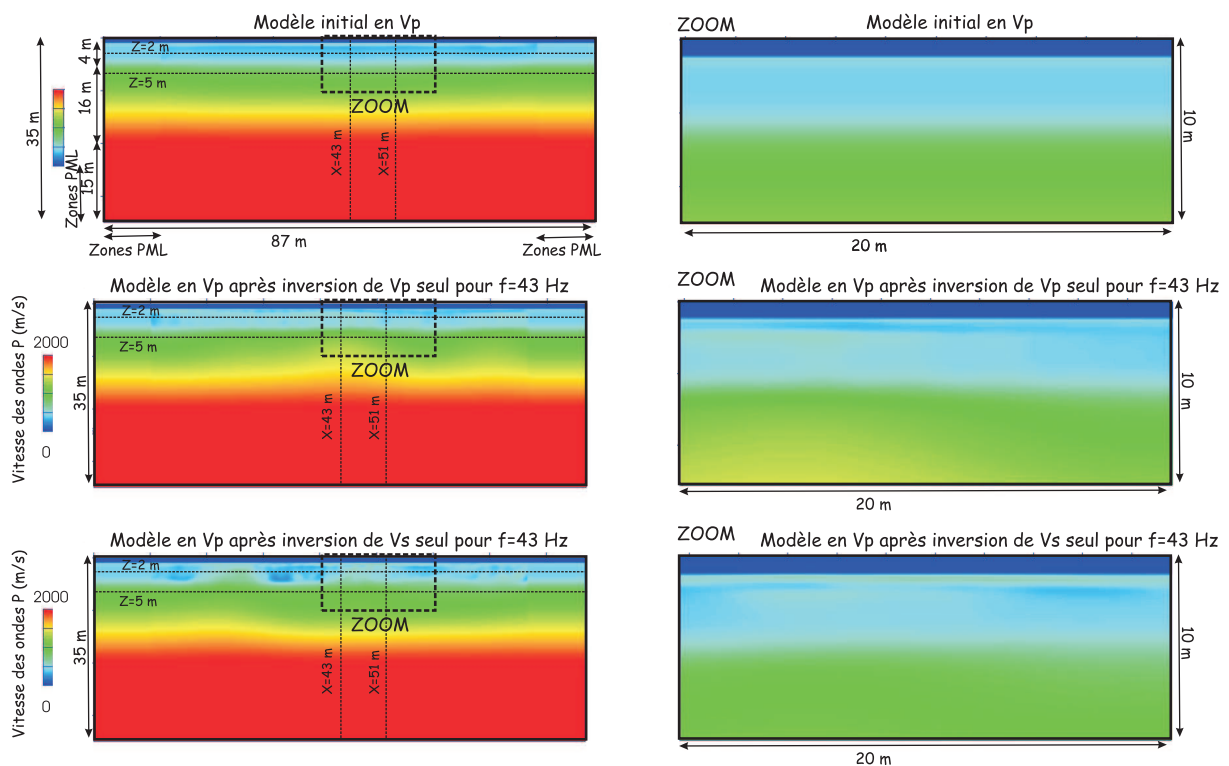 Modèle initial en Vp
Z=2 m
Z=5 m
ZOOM
X=43 m
X=51 m
35 m
4 m
16 m
15 m
Zones PML
87 m
Zones PML
Zones PML
ZOOM
Modèle initial en Vp
10 m
20 m
Modèle en Vp après inversion de Vp seul pour f=43 Hz
Z=2 m
Z=5 m
ZOOM
X=43 m
X=51 m
Vitesse des ondes P (m/s)
2000
0
35 m
ZOOM
Modèle en Vp après inversion de Vp seul pour f=43 Hz
10 m
20 m
Modèle en Vp après inversion de Vs seul pour f=43 Hz
Z=2 m
Z=5 m
ZOOM
X=43 m
X=51 m
Vitesse des ondes P (m/s)
2000
0
35 m
ZOOM
Modèle en Vp après inversion de Vs seul pour f=43 Hz
10 m
20 m